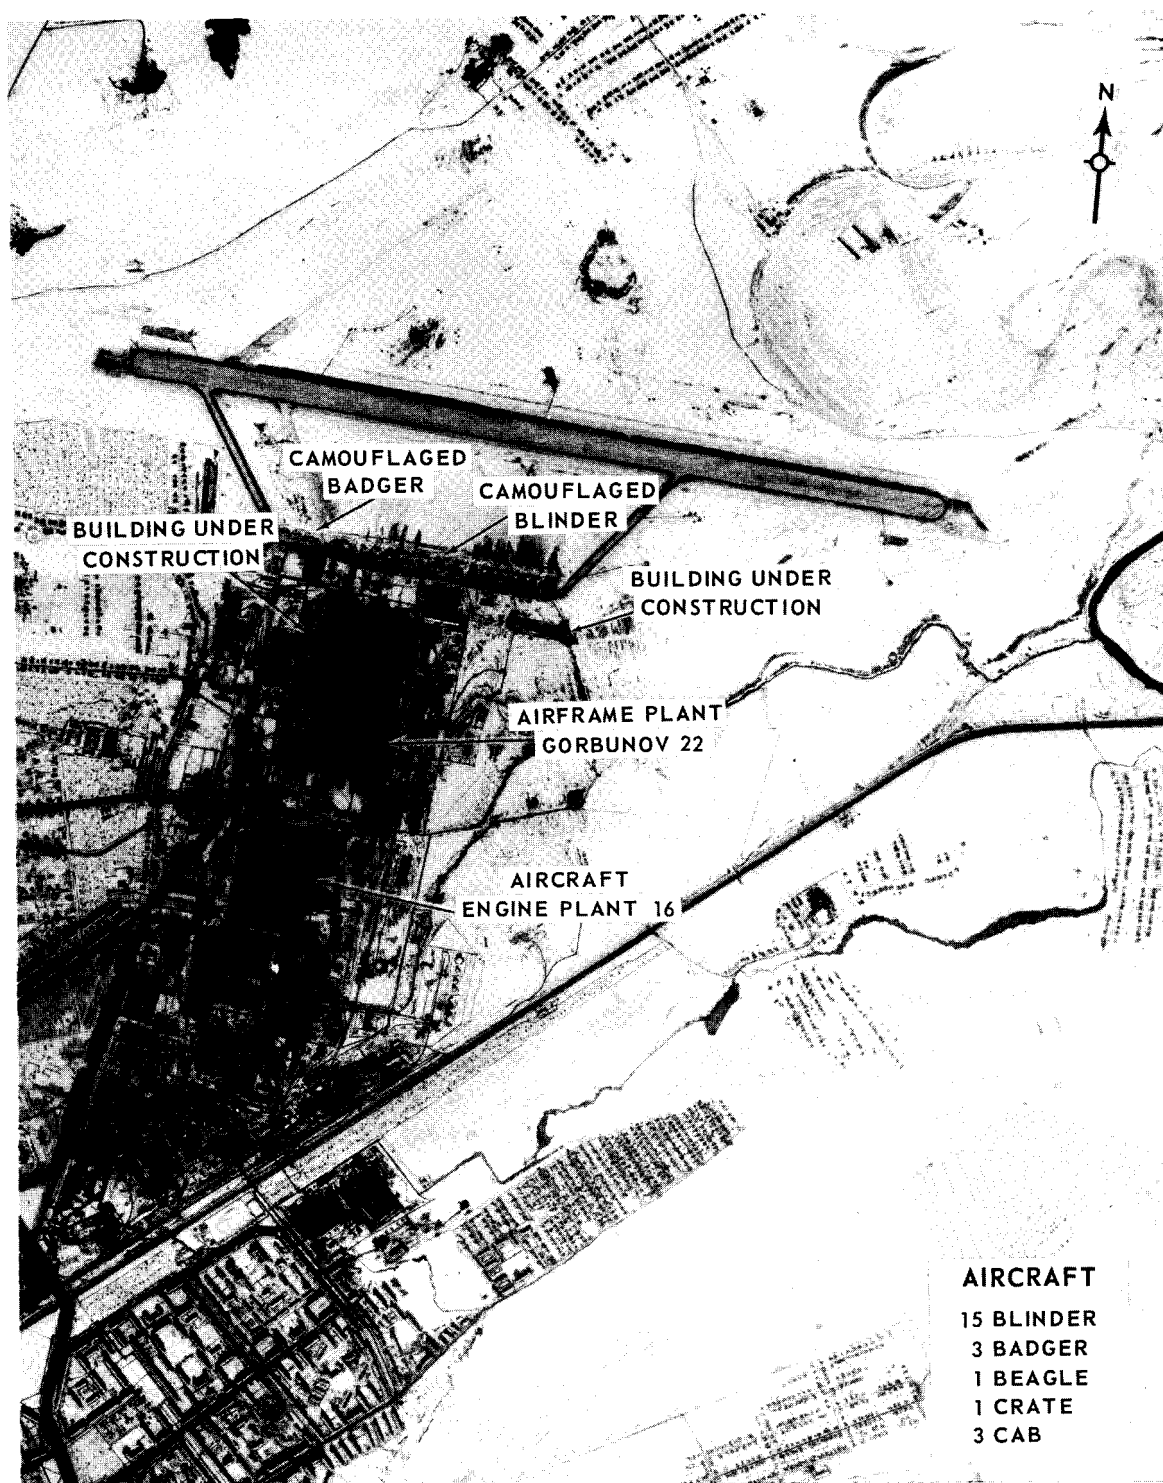 N
CAMOUFLAGED
BADGER
CAMOUFLAGED
BLINDER
BUILDING UNDER
CONSTRUCTION
BUILDING UNDER
CONSTRUCTION
AIRFRAME PLANT
GORBUNOV 22
AIRCRAFT
ENGINE PLANT 16
AIRCRAFT
15 BLINDER
3 BADGER
1 BEAGLE
1 CRATE
3 CAB